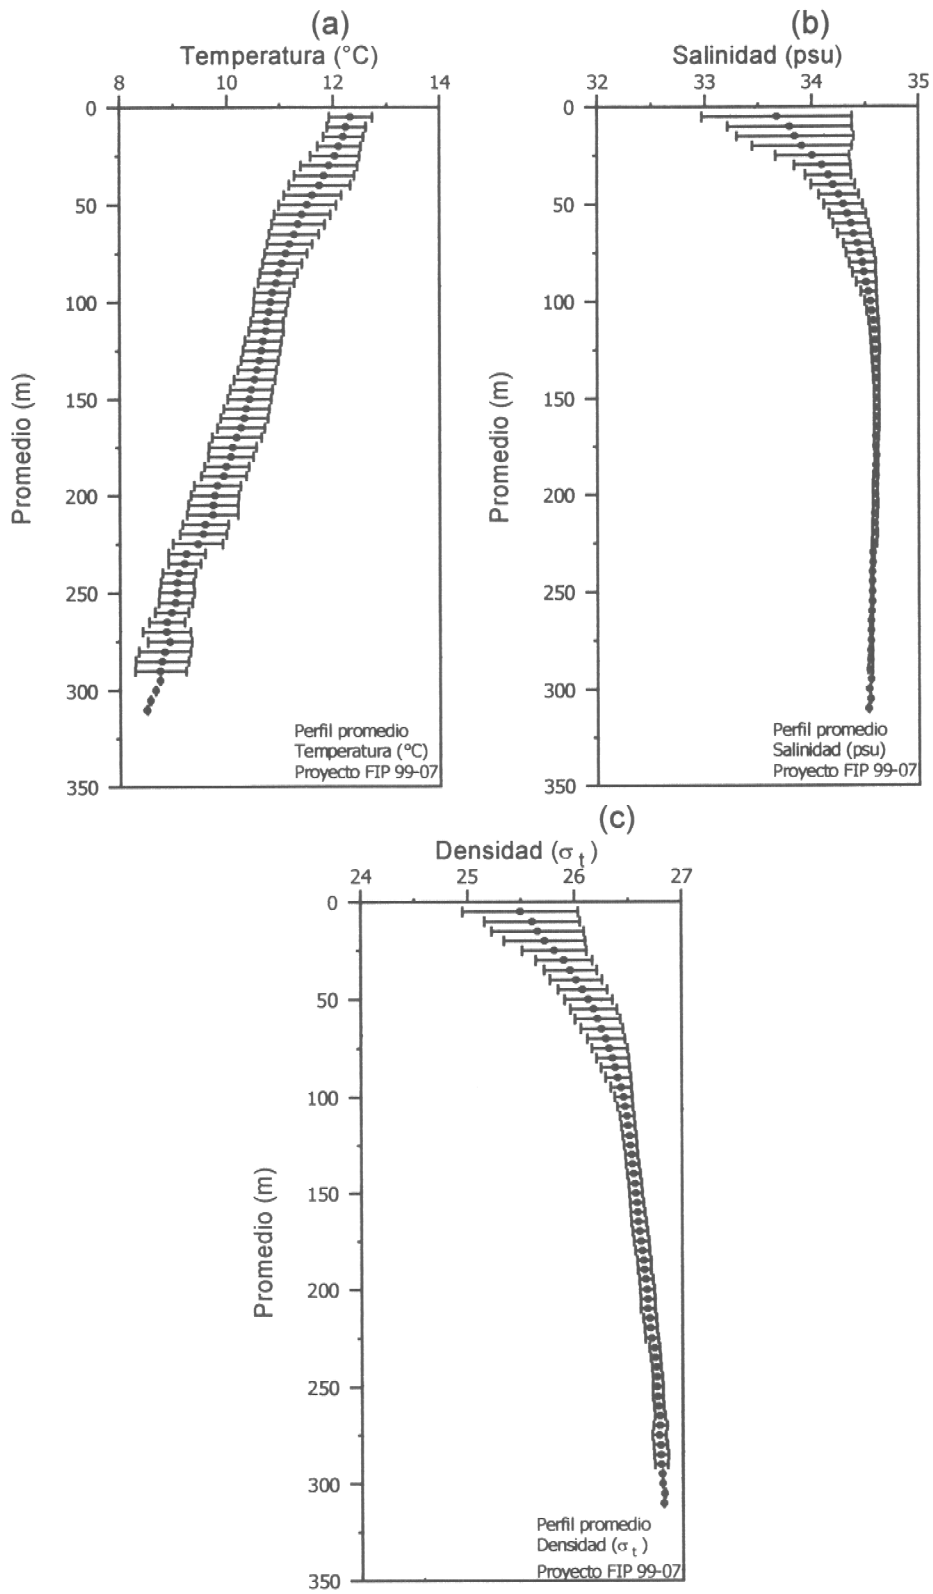 (a)
Temperatura (°C)
8 10 12 14
0
50
100
150
200
250
300
350
Promedio (m)
Perfil promedio
Temperatura (°C)
Proyecto FIP 99-07
(b)
Salinidad (psu)
32 33 34 35
0
50
100
150
200
250
300
350
Promedio (m)
Perfil promedio
Salinidad (psu)
Proyecto FIP 99-07
(c)
Densidad (σ t )
24 25 26 27
0
50
100
150
200
250
300
350
Promedio (m)
Perfil promedio
Densidad (σ t )
Proyecto FIP 99-07